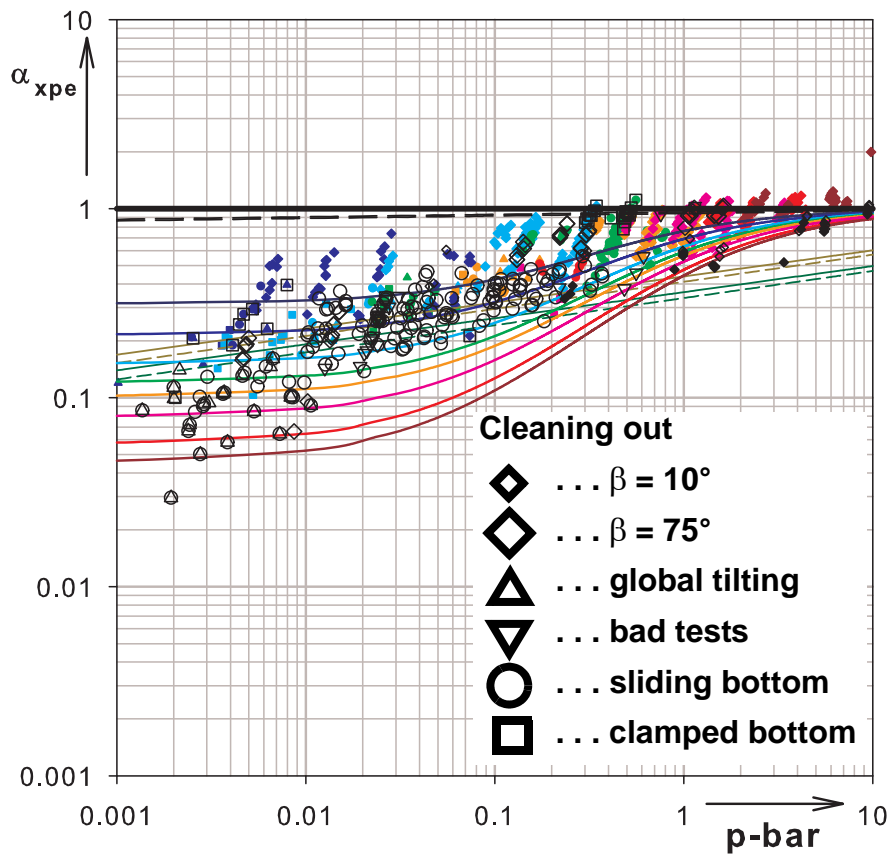 10
α xpe
1
0.1
Cleaning out
. . . β = 10°
. . . β = 75°
0.01
. . . global tilting
. . . bad tests
. . . sliding bottom
. . . clamped bottom
0.001
0.001 0.01 0.1 1 10
p-bar